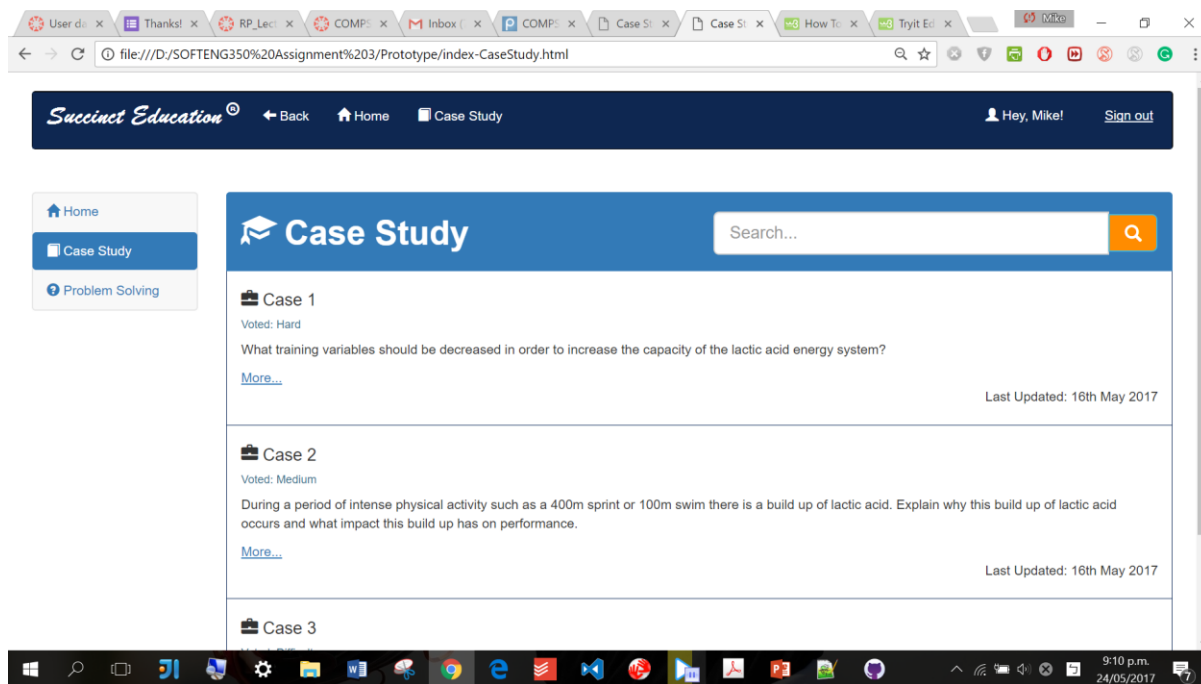 User da
Thanks!
RP_Lect
COMPS
Inbox (
COMPS
Case St
Case St
How To
Tryit Ed
Mike
file:///D:/SOFTENG350%20Assignment%203/Prototype/index-CaseStudy.html
Succinct Education®
Back
Home
Case Study
Hey, Mike!
Sign out
Home
Case Study
Problem Solving
Case Study
Search...
Case 1
Voted: Hard
What training variables should be decreased in order to increase the capacity of the lactic acid energy system?
More...
Last Updated: 16th May 2017
Case 2
Voted: Medium
During a period of intense physical activity such as a 400m sprint or 100m swim there is a build up of lactic acid. Explain why this build up of lactic acid
occurs and what impact this build up has on performance.
More...
Last Updated: 16th May 2017
Case 3
9:10 p.m.
24/05/2017